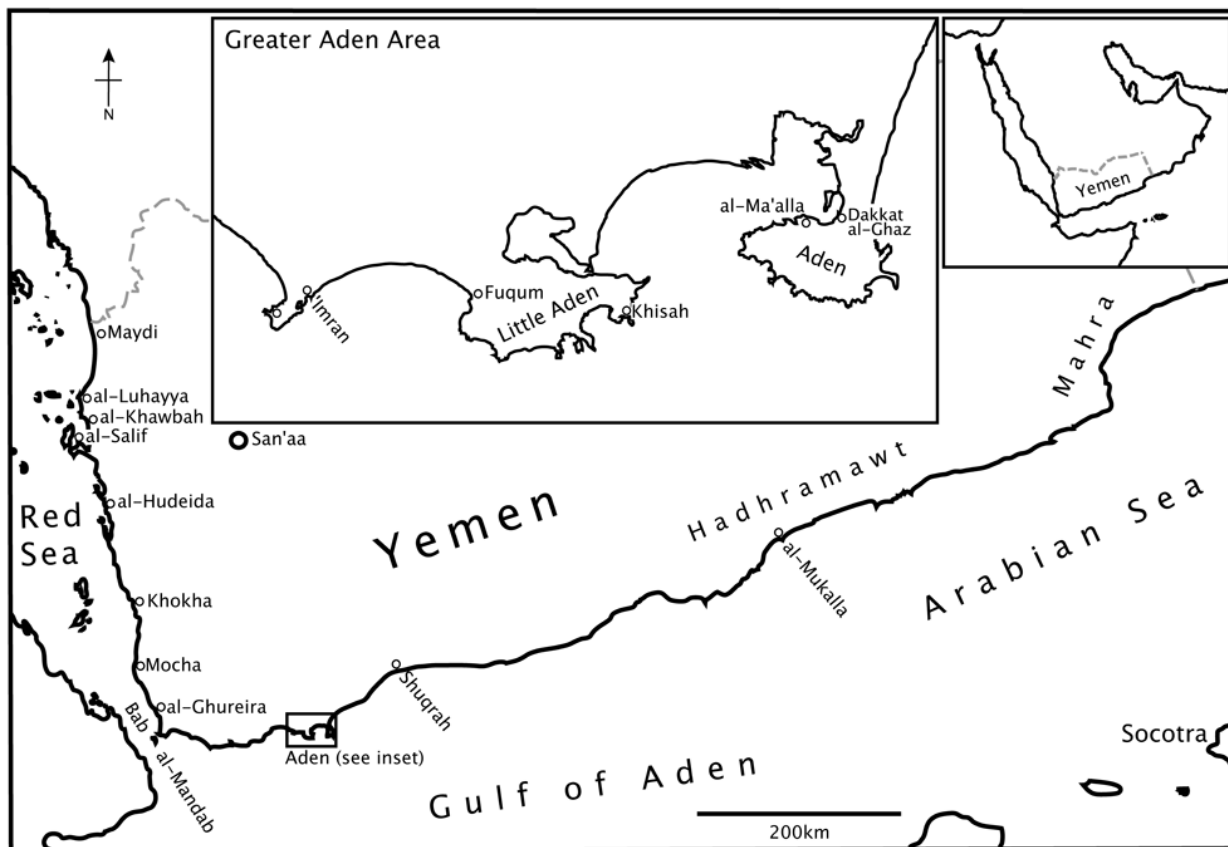 Greater Aden Area
N
al-Ma'alla
Dakkat
al-Ghaz
Aden
Fuqum
'Imran
Little Aden
Khisah
Yemen
Maydi
al-Luhayya
al-Khawbah
al-Salif
San'aa
al-Hudeida
Red
Sea
Yemen
Hadhramawt
Mahra
al-Mukalla
Arabian Sea
Khokha
Mocha
Shuqrah
al-Ghureira
Bab al-Mandab
Aden (see inset)
Socotra
Gulf of Aden
200km